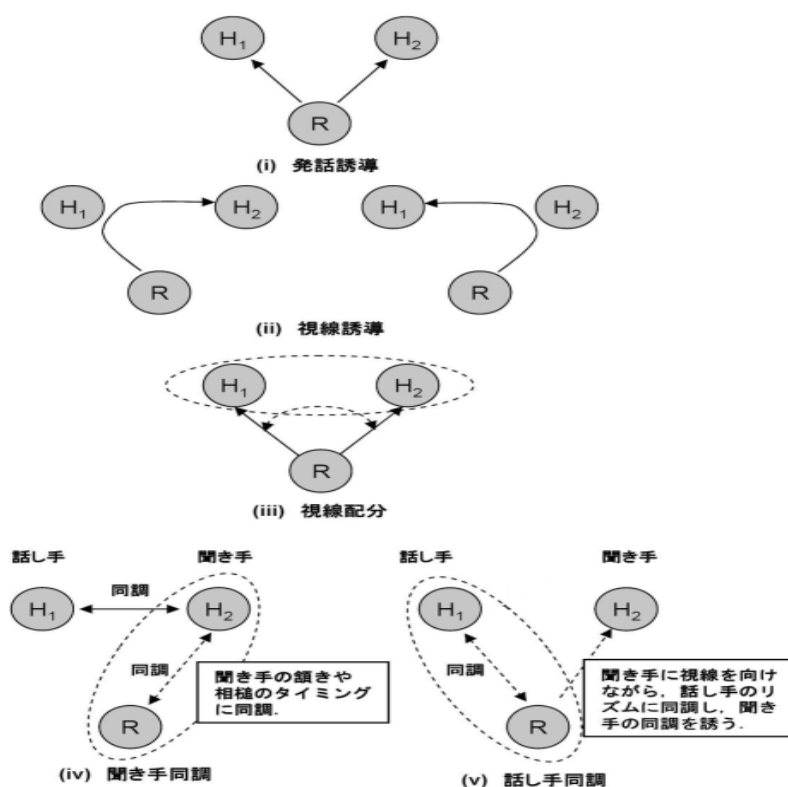 H1 H2
R
(i) 発話誘導
H1 H2 H1 H2
R R
(ii) 視線誘導
H1 H2
R
(iii) 視線配分
話し手 聞き手
同調
H1 H2
同調
聞き手の頷きや
相槌のタイミング
に同調.
R
(iv) 聞き手同調
話し手 聞き手
H1 H2
同調
聞き手に視線を向け
ながら,話し手のリ
ズムに同調し,聞き
手の同調を誘う.
R
(v) 話し手同調